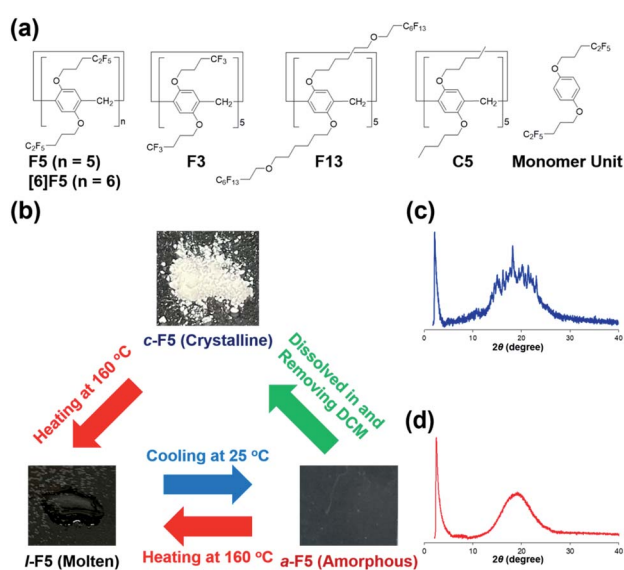 (a)
C₂F₅
O
CH₂
n
O
C₂F₅
F5 (n = 5)
[6]F5 (n = 6)
CF₃
O
CH₂
5
O
CF₃
F3
O
C₆F₁₃
O
CH₂
5
O
O
C₆F₁₃
F13
O
CH₂
5
O
C5
C₂F₅
O
O
C₂F₅
Monomer Unit
(b)
c-F5 (Crystalline)
Heating at 160 °C
Dissolved in and
Removing DCM
Cooling at 25 °C
Heating at 160 °C
l-F5 (Molten)
a-F5 (Amorphous)
(c)
0 10 20 30 40
2θ (degree)
(d)
0 10 20 30 40
2θ (degree)